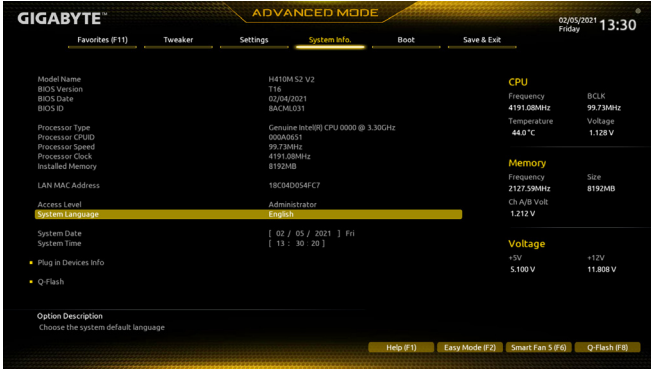 GIGABYTE™
ADVANCED MODE
02/05/2021 Friday 13:30
Favorites (F11) Tweaker Settings System Info. Boot Save & Exit
Model Name H410M S2 V2
BIOS Version T16
BIOS Date 02/04/2021
BIOS ID BACML031
Processor Type Genuine Intel(R) CPU 0000 @ 3.30GHz
Processor CPUID 000A0651
Processor Speed 99.73MHz
Processor Clock 4191.08MHz
Installed Memory 8192MB
LAN MAC Address 18C04D054FC7
Access Level Administrator
System Language English
System Date [ 02 / 05 / 2021 ] Fri
System Time [ 13 : 30 : 20 ]
Plug in Devices Info
Q-Flash
CPU
Frequency BCLK
4191.08MHz 99.73MHz
Temperature Voltage
44.0 °C 1.128 V
Memory
Frequency Size
2127.59MHz 8192MB
Ch A/B Volt
1.212 V
Voltage
+5V +12V
5.100 V 11.808 V
Option Description
Choose the system default language
Help (F1) Easy Mode (F2) Smart Fan 5 (F6) Q-Flash (F8)